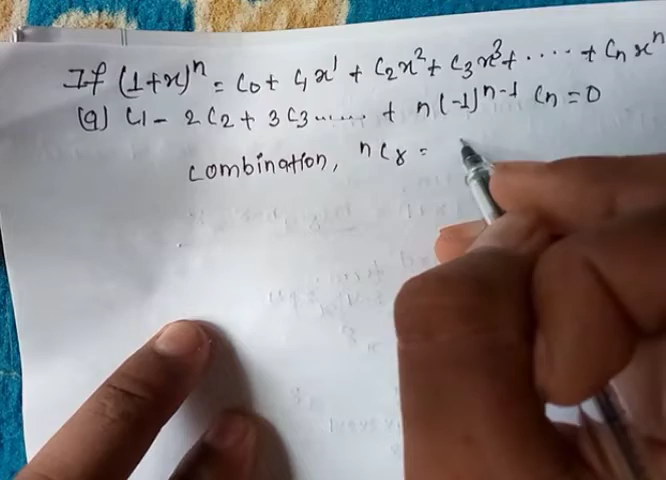 If (1+x)^n = C0 + C1x^1 + C2x^2 + C3x^3 + ..... + Cnx^n
(a) C1 - 2C2 + 3C3...... + n(-1)^n-1 Cn = 0
combination, nCr =